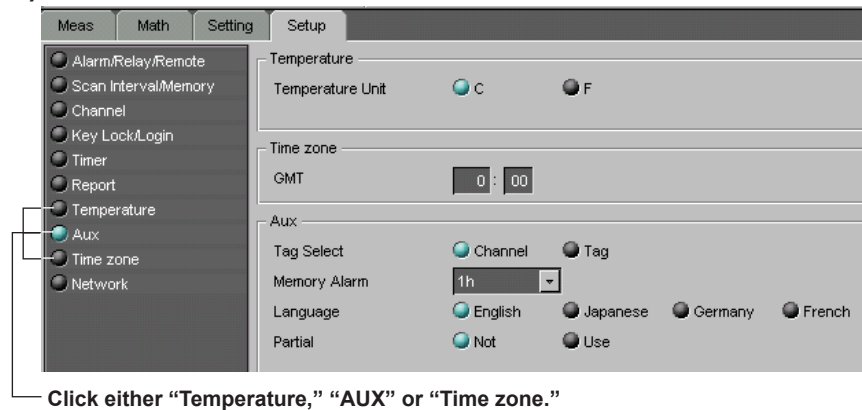 Meas Math Setting Setup
Alarm/Relay/Remote
Scan Interval/Memory
Channel
Key Lock/Login
Timer
Report
Temperature
Aux
Time zone
Network
Temperature
Temperature Unit C F
Time zone
GMT 0 : 00
Aux
Tag Select Channel Tag
Memory Alarm 1h
Language English Japanese Germany French
Partial Not Use
Click either “Temperature,” “AUX” or “Time zone.”